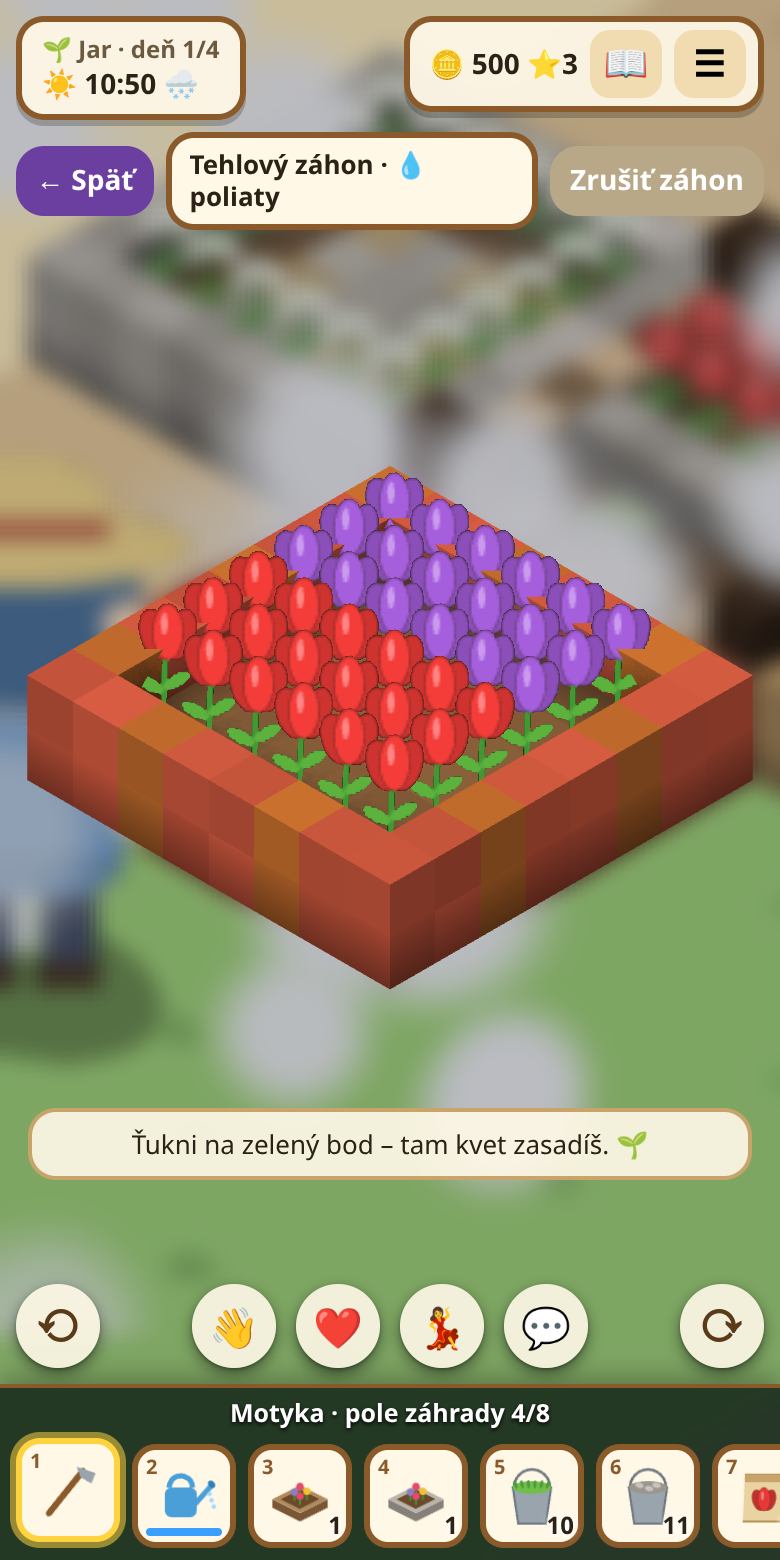 Jar · deň 1/4
10:50
500 3
← Späť
Tehlový záhon ·
poliaty
Zrušiť záhon
Ťukni na zelený bod – tam kvet zasadíš.
Motyka · pole záhrady 4/8
1
2
3
1
4
1
5
10
6
11
7